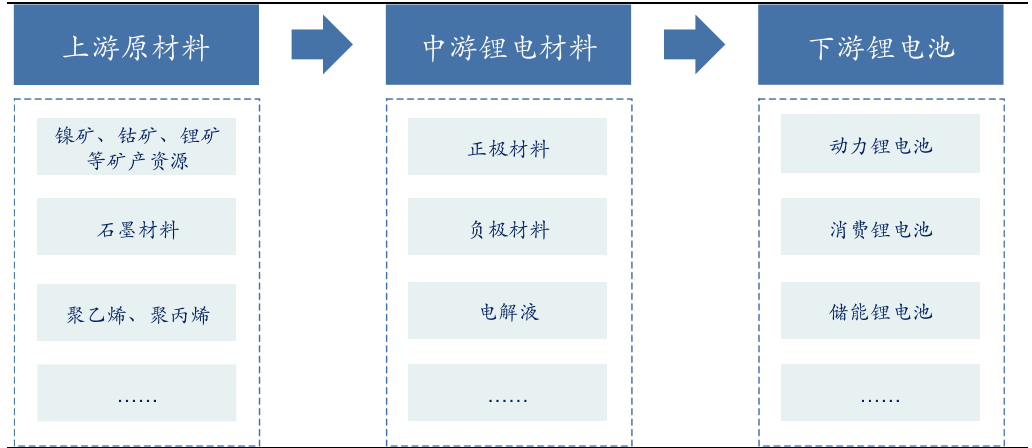 上游原材料
中游锂电材料
下游锂电池
镍矿、钴矿、锂矿
等矿产资源
石墨材料
聚乙烯、聚丙烯
……
正极材料
负极材料
电解液
……
动力锂电池
消费锂电池
储能锂电池
……